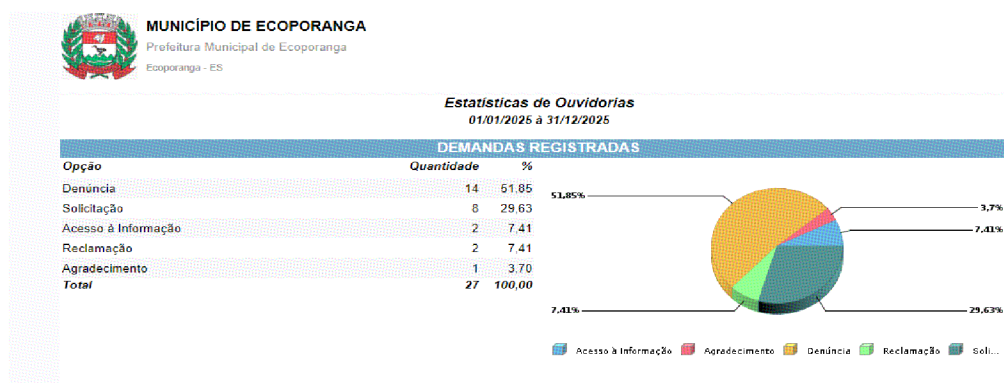 MUNICÍPIO DE ECOPORANGA
Prefeitura Municipal de Ecoporanga
Ecoporanga - ES
Estatísticas de Ouvidorias
01/01/2025 à 31/12/2025
DEMANDAS REGISTRADAS
Opção Quantidade %
Denúncia 14 51,85
Solicitação 8 29,63
Acesso à Informação 2 7,41
Reclamação 2 7,41
Agradecimento 1 3,70
Total 27 100,00
51,85%
3,7%
7,41%
7,41%
29,63%
Acesso à Informação Agradecimento Denúncia Reclamação Soli...